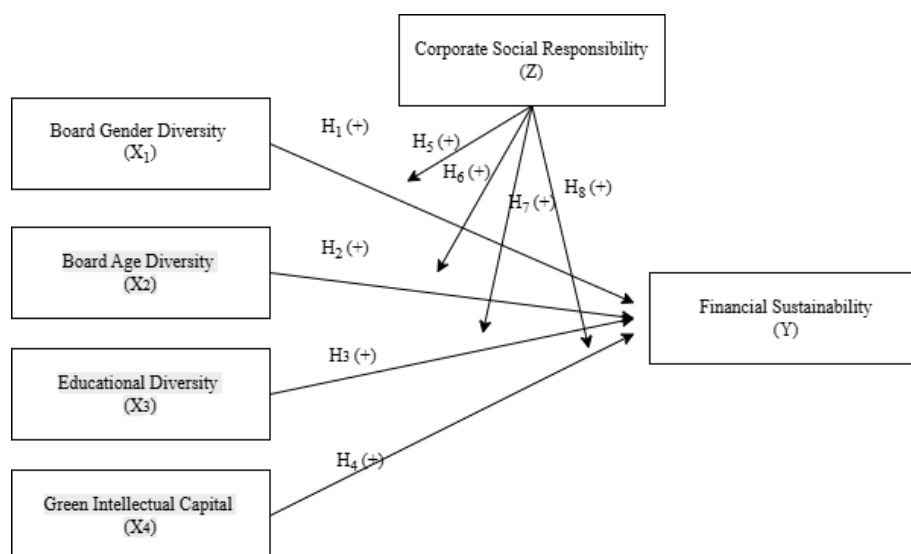 Corporate Social Responsibility
(Z)
Board Gender Diversity
(X₁)
H₁ (+)
H₅ (+)
H₆ (+)
H₇ (+)
H₈ (+)
Board Age Diversity
(X2)
H₂ (+)
Financial Sustainability
(Y)
Educational Diversity
(X3)
H3 (+)
Green Intellectual Capital
(X4)
H₄ (+)